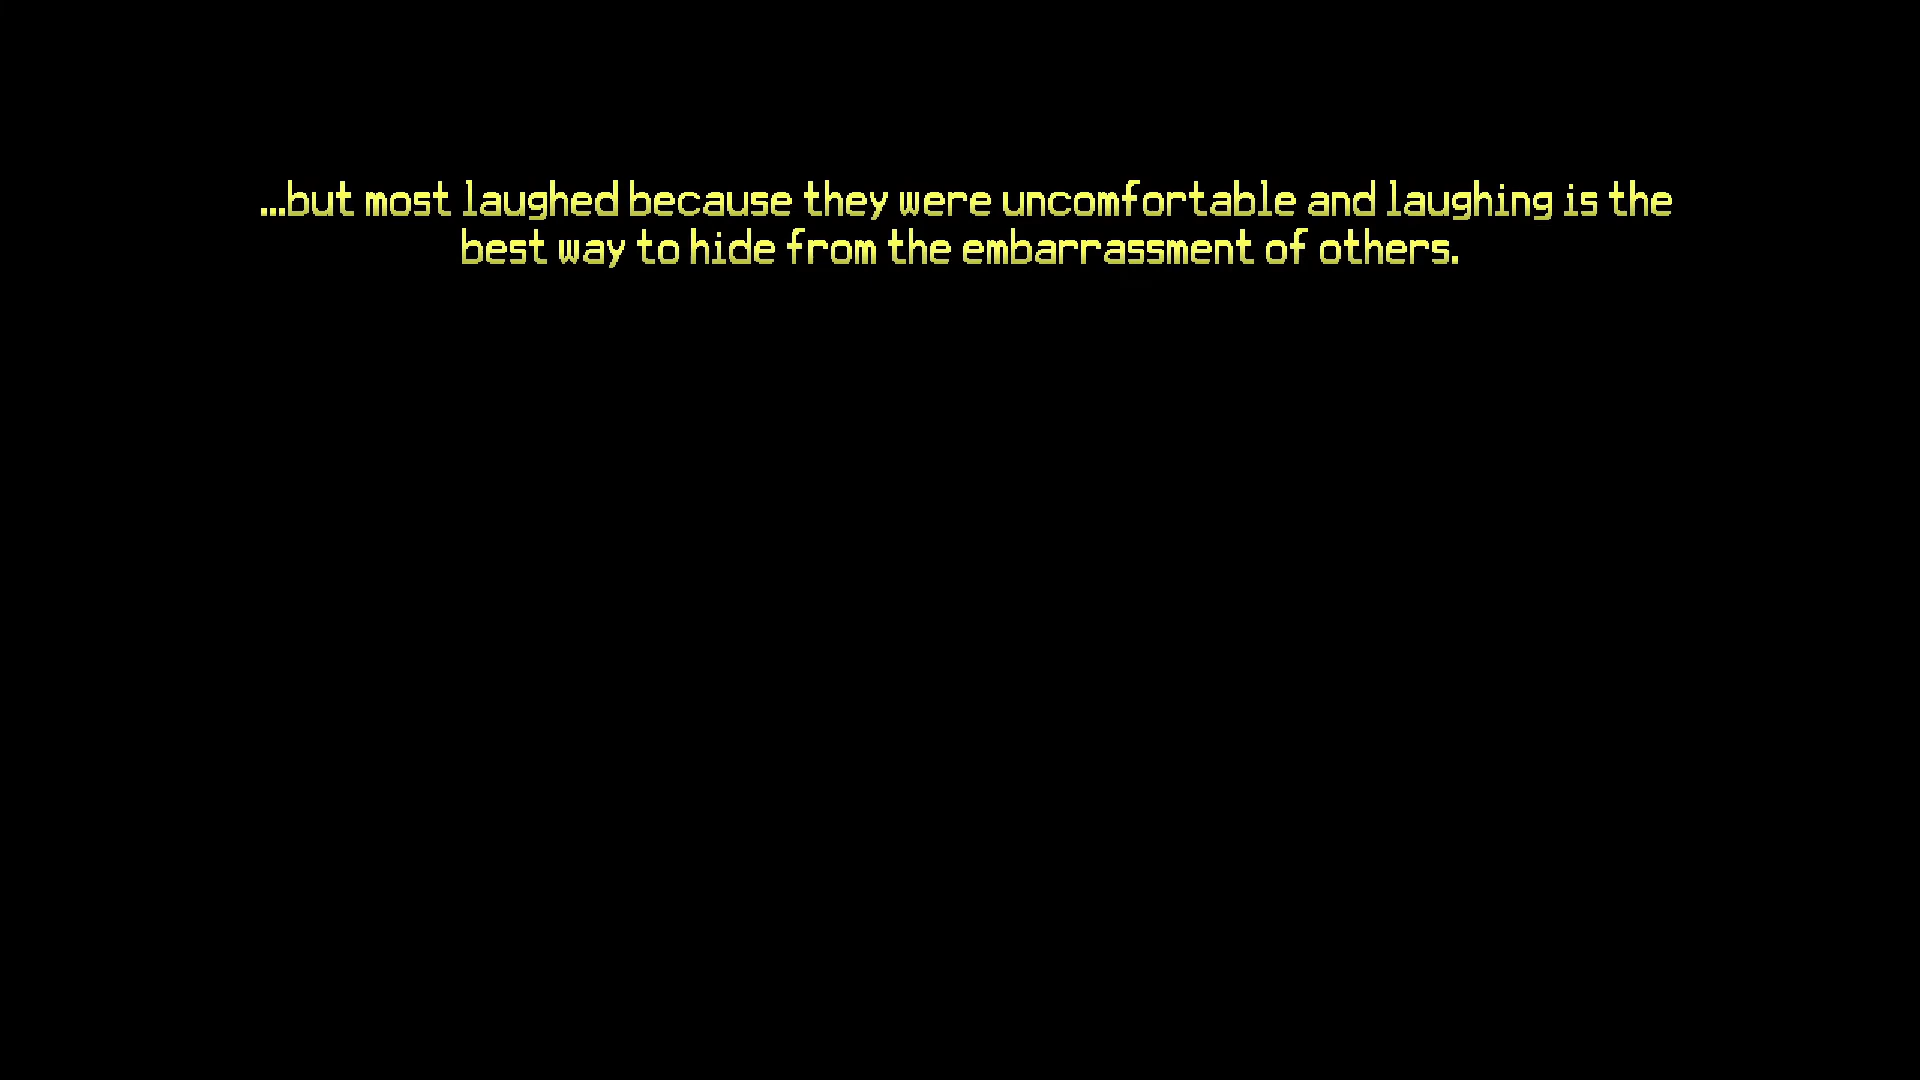 ...but most laughed because they were uncomfortable and laughing is the
best way to hide from the embarrassment of others.